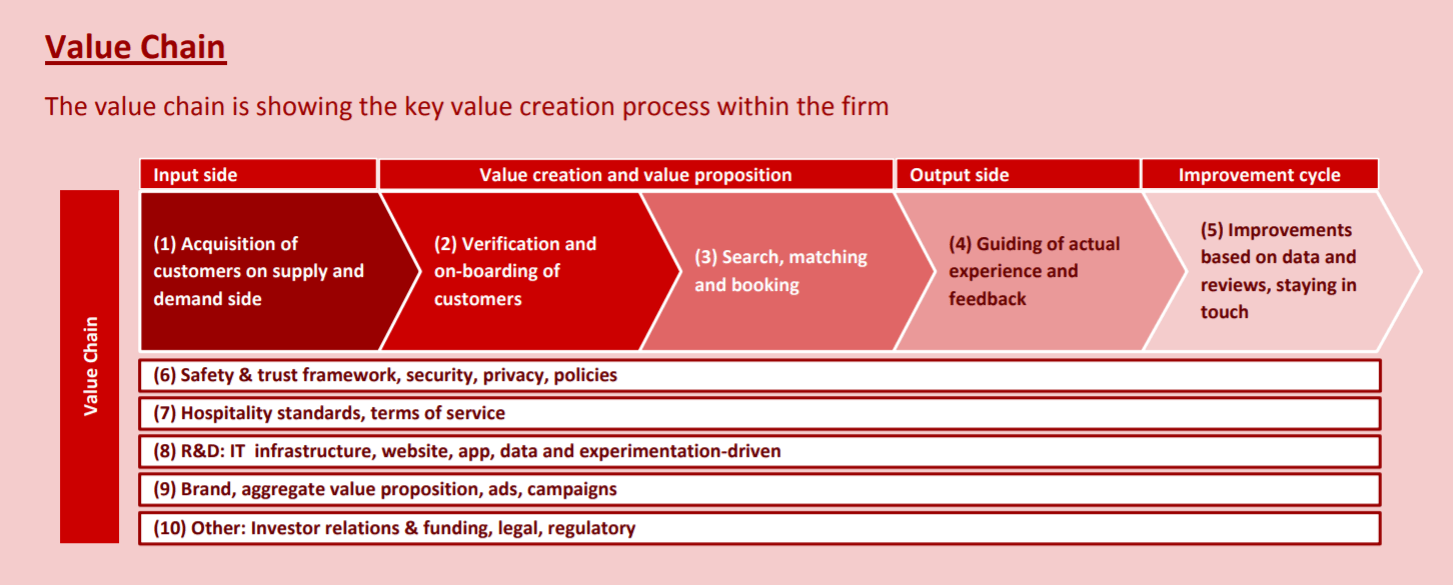 Value Chain
The value chain is showing the key value creation process within the firm
Input side
Value creation and value proposition
Output side
Improvement cycle
Value Chain
(1) Acquisition of
customers on supply and
demand side
(2) Verification and
on-boarding of
customers
(3) Search, matching
and booking
(4) Guiding of actual
experience and
feedback
(5) Improvements
based on data and
reviews, staying in
touch
(6) Safety & trust framework, security, privacy, policies
(7) Hospitality standards, terms of service
(8) R&D: IT infrastructure, website, app, data and experimentation-driven
(9) Brand, aggregate value proposition, ads, campaigns
(10) Other: Investor relations & funding, legal, regulatory